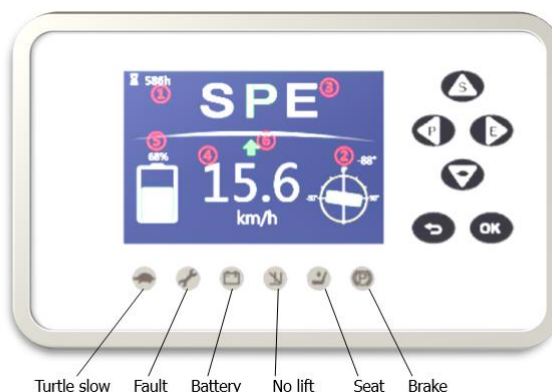 586h
①
SPE
③
⑤
⑥
68%
④
②
-88°
0°
15.6
km/h
S
P
E
OK
Turtle slow Fault Battery No lift Seat Brake